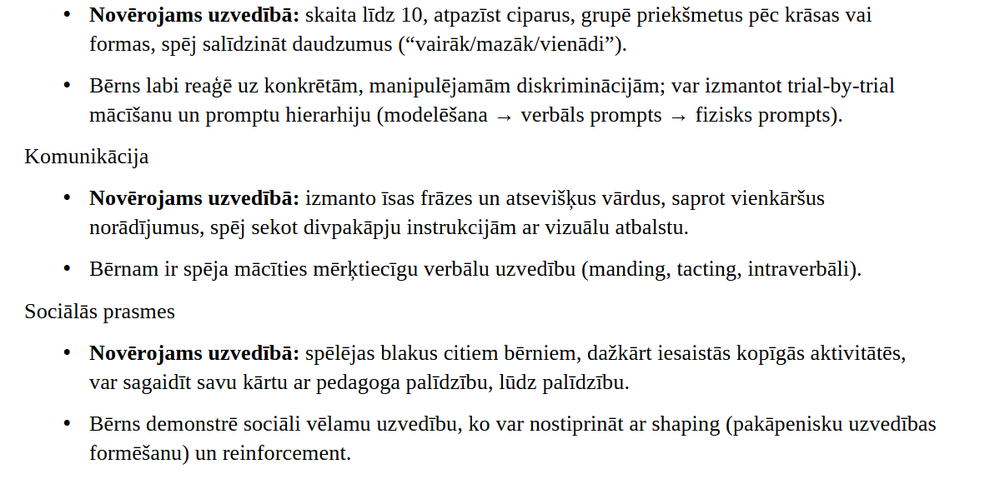 • Novērojams uzvedībā: skaita līdz 10, atpazīst ciparus, grupē priekšmetus pēc krāsas vai
formas, spēj salīdzināt daudzumus (“vairāk/mazāk/vienādi”).
• Bērns labi reaģē uz konkrētām, manipulējamām diskriminācijām; var izmantot trial-by-trial
mācīšanu un promptu hierarhiju (modelēšana → verbāls prompts → fizisks prompts).
Komunikācija
• Novērojams uzvedībā: izmanto īsas frāzes un atsevišķus vārdus, saprot vienkāršus
norādījumus, spēj sekot divpakāpju instrukcijām ar vizuālu atbalstu.
• Bērnam ir spēja mācīties mērķtiecīgu verbālu uzvedību (manding, tacting, intraverbāli).
Sociālās prasmes
• Novērojams uzvedībā: spēlējas blakus citiem bērniem, dažkārt iesaistās kopīgās aktivitātēs,
var sagaidīt savu kārtu ar pedagoga palīdzību, lūdz palīdzību.
• Bērns demonstrē sociāli vēlamu uzvedību, ko var nostiprināt ar shaping (pakāpenisku uzvedības
formēšanu) un reinforcement.